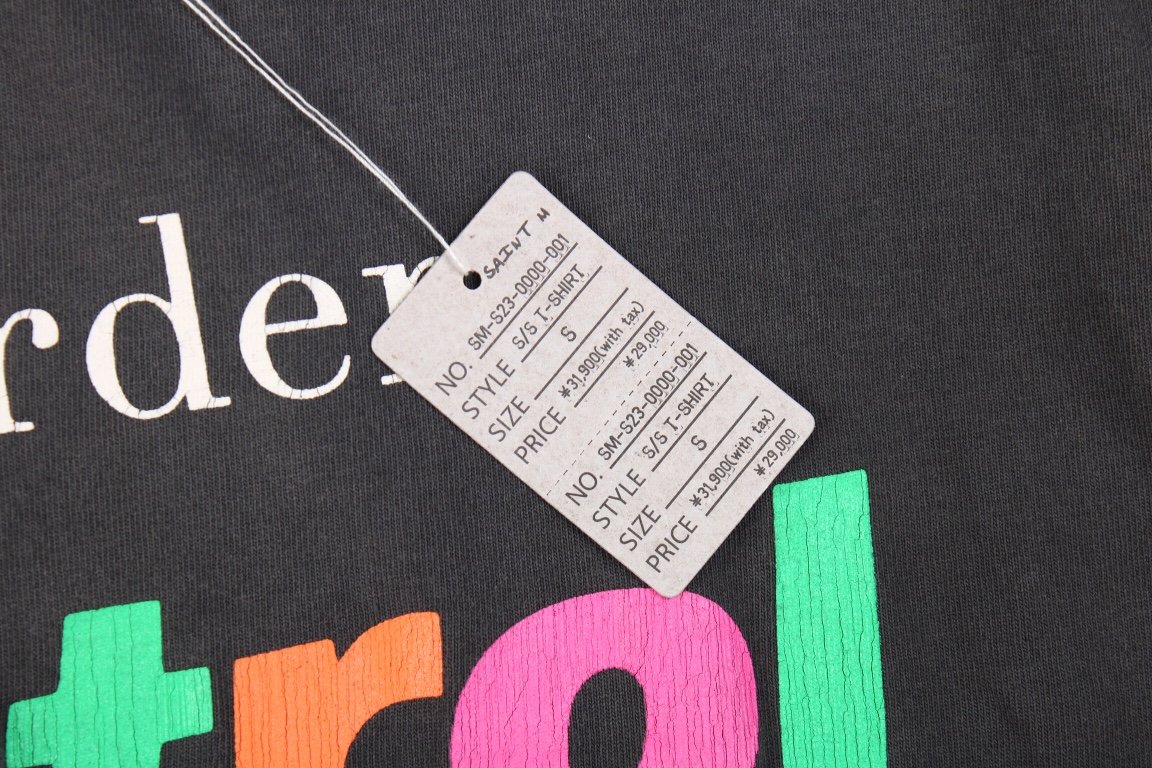 rder
SAINT M
NO. SM-S23-0000-001
STYLE S/S T-SHIRT
SIZE S
PRICE ¥31,900(with tax)
¥29,000
NO. SM-S23-0000-001
STYLE S/S T-SHIRT
SIZE S
PRICE ¥31,900(with tax)
¥29,000
trol